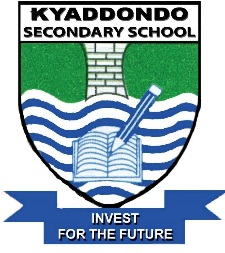 KYADDONDO
SECONDARY SCHOOL
INVEST
FOR THE FUTURE